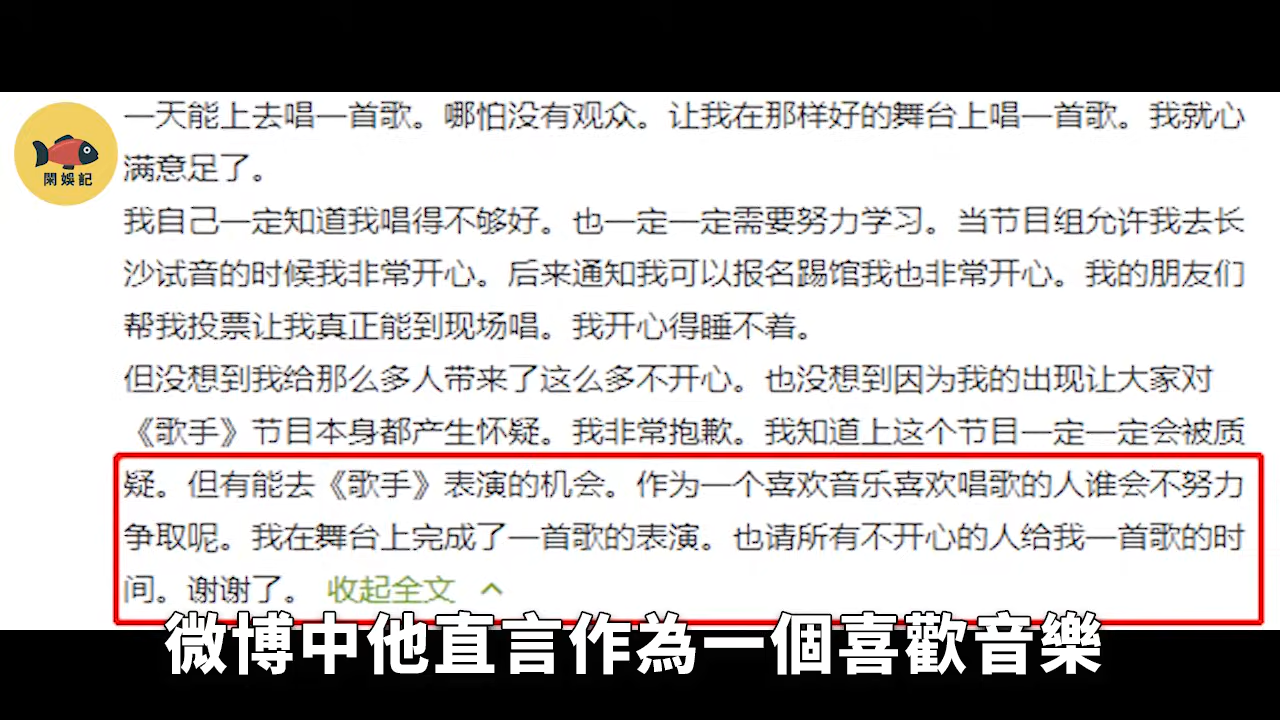 一天能上去唱一首歌。哪怕没有观众。让我在那样好的舞台上唱一首歌。我就心
满意足了。
閑娛記
我自己一定知道我唱得不够好。也一定一定需要努力学习。当节目组允许我去长
沙试音的时候我非常开心。后来通知我可以报名踢馆我也非常开心。我的朋友们
帮我投票让我真正能到现场唱。我开心得睡不着。
但没想到我给那么多人带来了这么多不开心。也没想到因为我的出现让大家对
《歌手》节目本身都产生怀疑。我非常抱歉。我知道上这个节目一定一定会被质
疑。但有能去《歌手》表演的机会。作为一个喜欢音乐喜欢唱歌的人谁会不努力
争取呢。我在舞台上完成了一首歌的表演。也请所有不开心的人给我一首歌的时
间。谢谢了。 收起全文
微博中他直言作為一個喜歡音樂